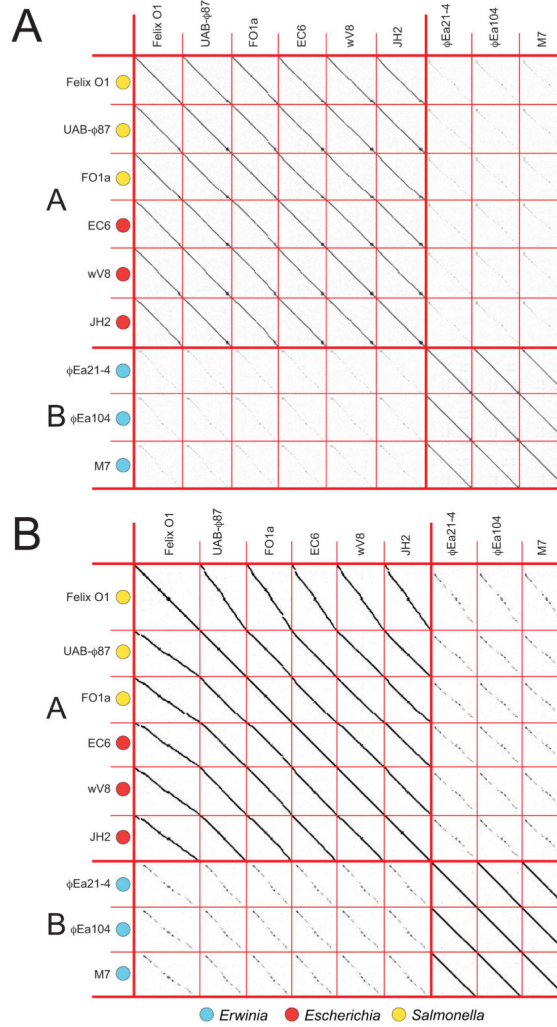 A
Felix O1
UAB-φ87
FO1a
EC6
wV8
JH2
φEa21-4
φEa104
M7
Felix O1
UAB-φ87
FO1a
A
EC6
wV8
JH2
φEa21-4
B
φEa104
M7
B
Felix O1
UAB-φ87
FO1a
EC6
wV8
JH2
φEa21-4
φEa104
M7
Felix O1
UAB-φ87
FO1a
A
EC6
wV8
JH2
φEa21-4
B
φEa104
M7
Erwinia Escherichia Salmonella